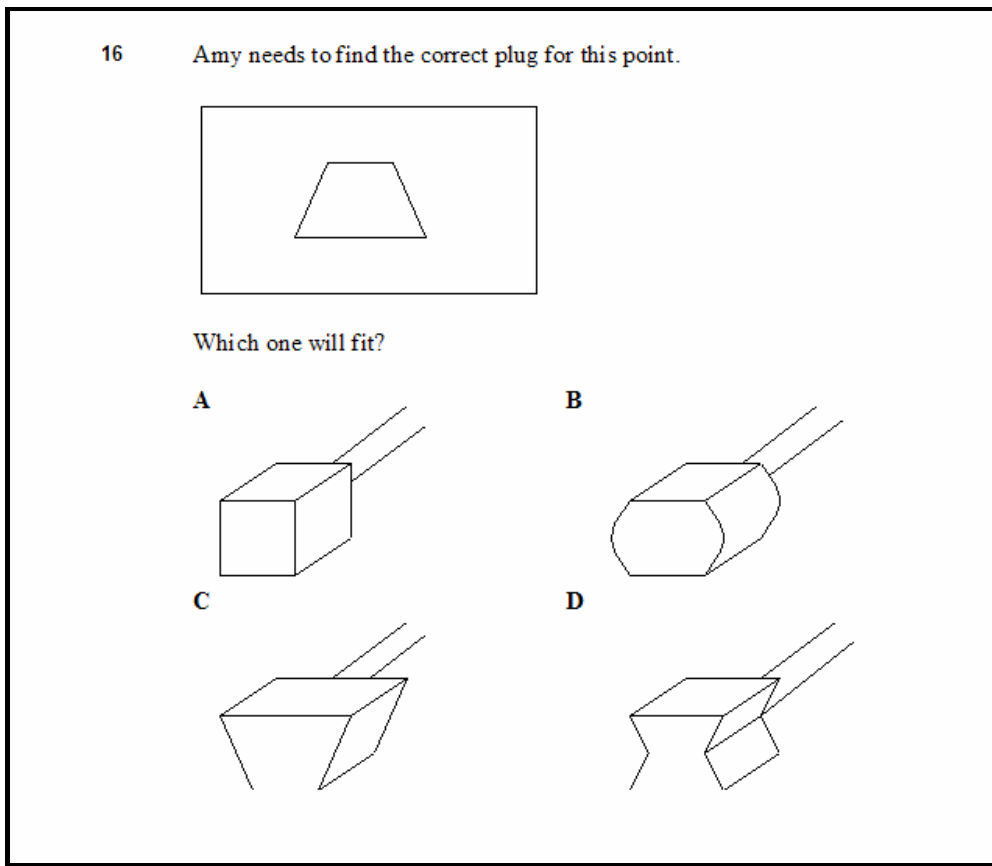 16 Amy needs to find the correct plug for this point.
Which one will fit?
A B
C D